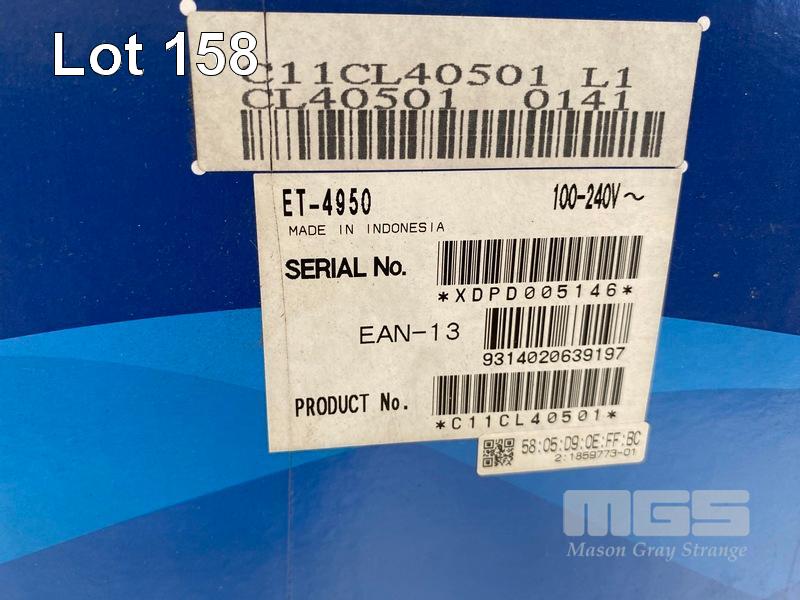 Lot 158
C11CL40501 L1
CL40501 0141
ET-4950 100-240V～
MADE IN INDONESIA
SERIAL No.
*XDPD005146*
EAN-13
9314020639197
PRODUCT No.
*C11CL40501*
58:05:D9:0E:FF:BC
2:1859773-01
MGS
Mason Gray Strange